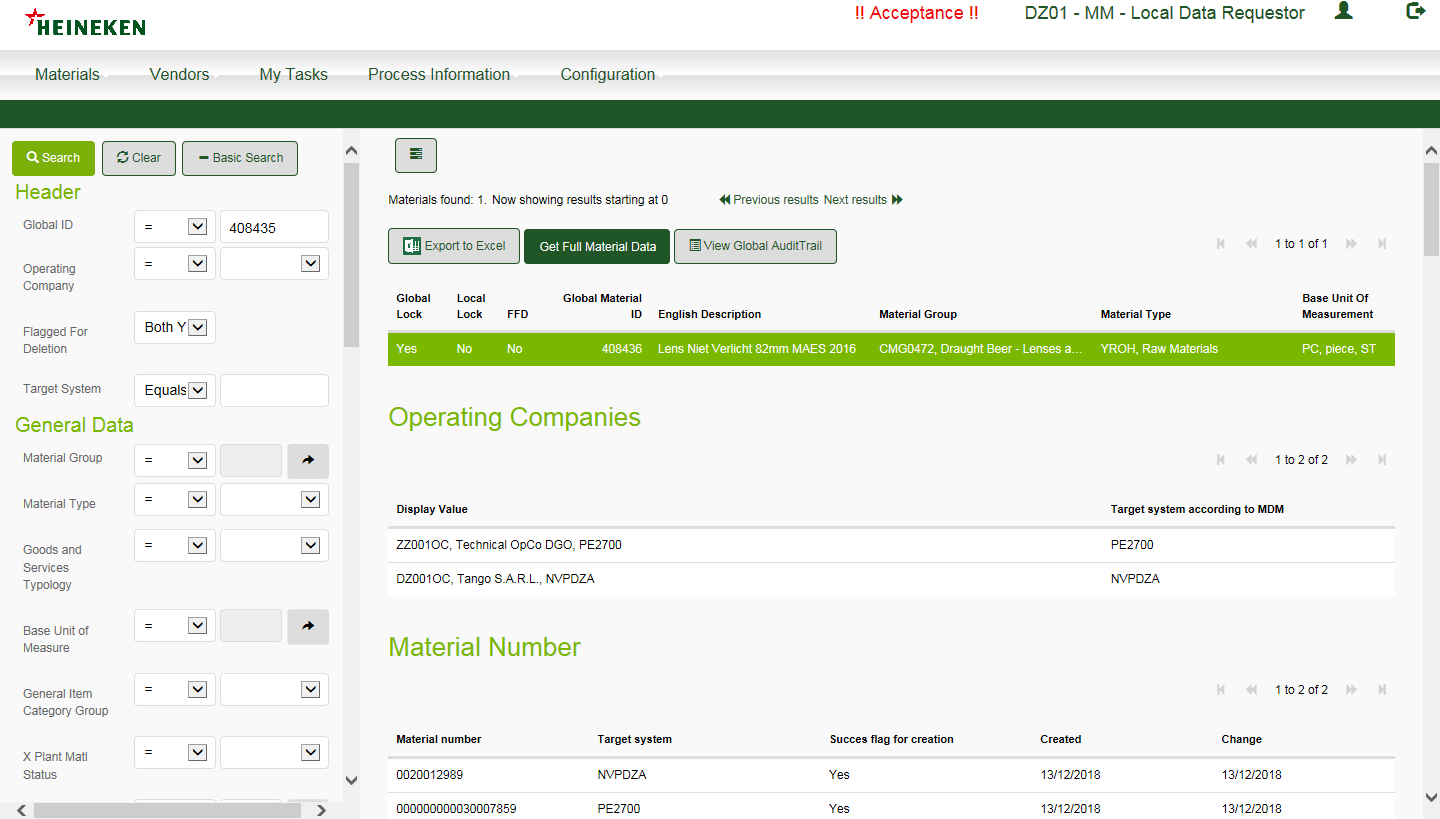 HEINEKEN
!! Acceptance !!
DZ01 - MM - Local Data Requestor
Materials
Vendors
My Tasks
Process Information
Configuration
Search
Clear
Basic Search
Header
Global ID
=
408435
Operating
Company
=
Flagged For
Deletion
Both Y
Target System
Equals
General Data
Material Group
=
Material Type
=
Goods and
Services
Typology
=
Base Unit of
Measure
=
General Item
Category Group
=
X Plant Matl
Status
=
Materials found: 1. Now showing results starting at 0
Previous results Next results
Export to Excel
Get Full Material Data
View Global AuditTrail
1 to 1 of 1
Global Lock Local Lock FFD Global Material ID English Description Material Group Material Type Base Unit Of Measurement
Yes No No 408436 Lens Niet Verlicht 82mm MAES 2016 CMG0472, Draught Beer - Lenses a... YROH, Raw Materials PC, piece, ST
Operating Companies
1 to 2 of 2
Display Value Target system according to MDM
ZZ001OC, Technical OpCo DGO, PE2700 PE2700
DZ001OC, Tango S.A.R.L., NVPDZA NVPDZA
Material Number
1 to 2 of 2
Material number Target system Succes flag for creation Created Change
0020012989 NVPDZA Yes 13/12/2018 13/12/2018
000000000030007859 PE2700 Yes 13/12/2018 13/12/2018